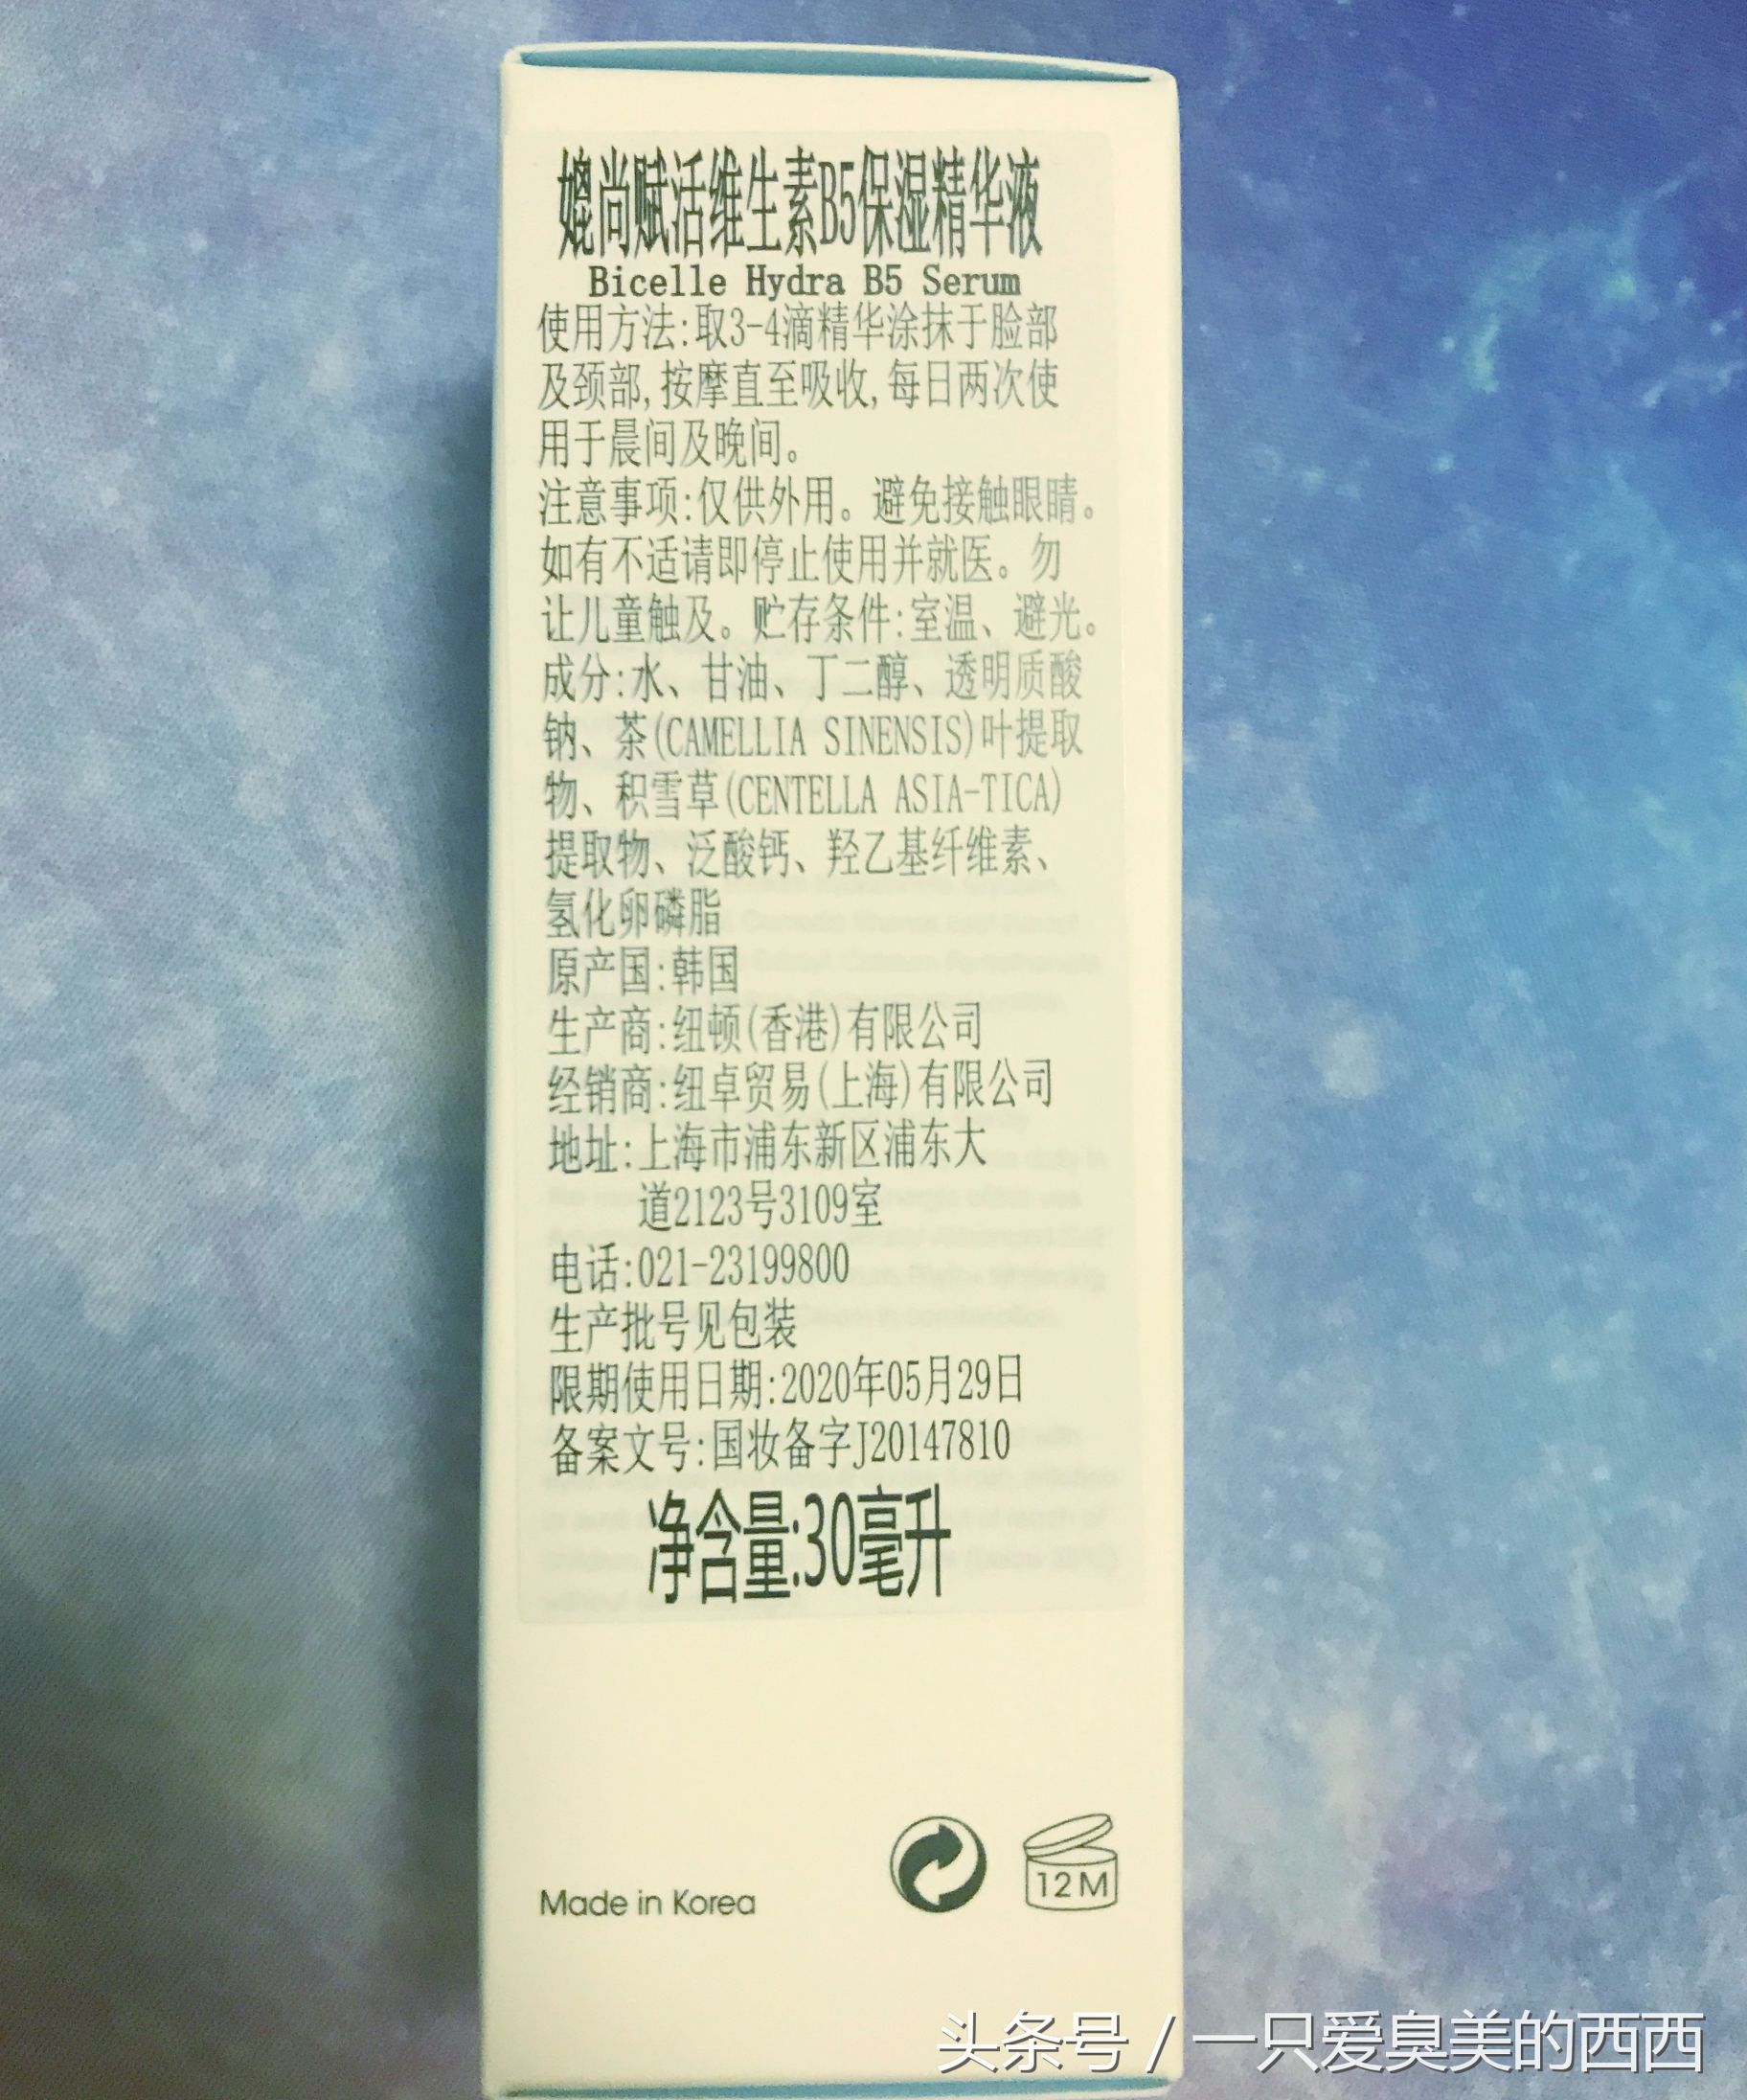 媲尚赋活维生素B5保湿精华液
Bicelle Hydra B5 Serum
使用方法:取3-4滴精华涂抹于脸部
及颈部,按摩直至吸收,每日两次使
用于晨间及晚间。
注意事项:仅供外用。避免接触眼睛。
如有不适请即停止使用并就医。勿
让儿童触及。贮存条件:室温、避光。
成分:水、甘油、丁二醇、透明质酸
钠、茶(CAMELLIA SINENSIS)叶提取
物、积雪草(CENTELLA ASIA-TICA)
提取物、泛酸钙、羟乙基纤维素、
氢化卵磷脂
原产国:韩国
生产商:纽顿(香港)有限公司
经销商:纽卓贸易(上海)有限公司
地址:上海市浦东新区浦东大
道2123号3109室
电话:021-23199800
生产批号见包装
限期使用日期:2020年05月29日
备案文号:国妆备字J20147810
净含量:30毫升
12M
Made in Korea
头条号 / 一只爱臭美的西西